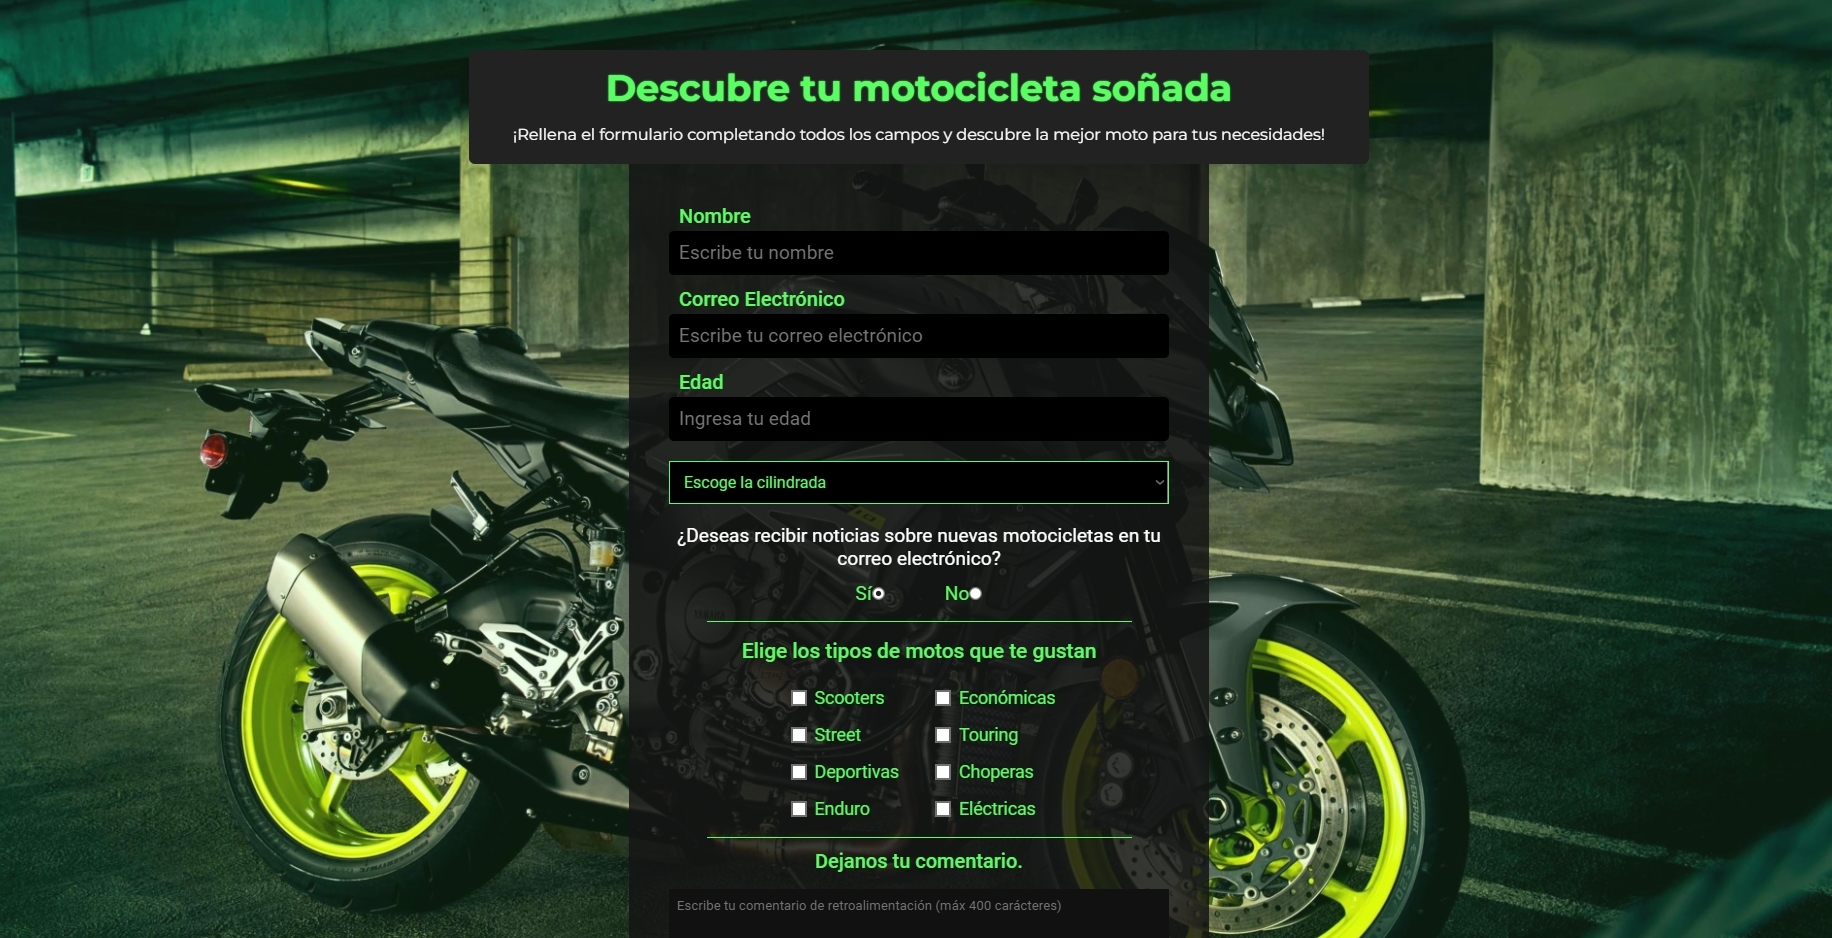 Descubre tu motocicleta soñada
¡Rellena el formulario completando todos los campos y descubre la mejor moto para tus necesidades!
Nombre
Escribe tu nombre
Correo Electrónico
Escribe tu correo electrónico
Edad
Ingresa tu edad
Escoge la cilindrada
¿Deseas recibir noticias sobre nuevas motocicletas en tu
correo electrónico?
Sí No
Elige los tipos de motos que te gustan
Scooters Económicas
Street Touring
Deportivas Choperas
Enduro Eléctricas
Dejanos tu comentario.
Escribe tu comentario de retroalimentación (máx 400 carácteres)